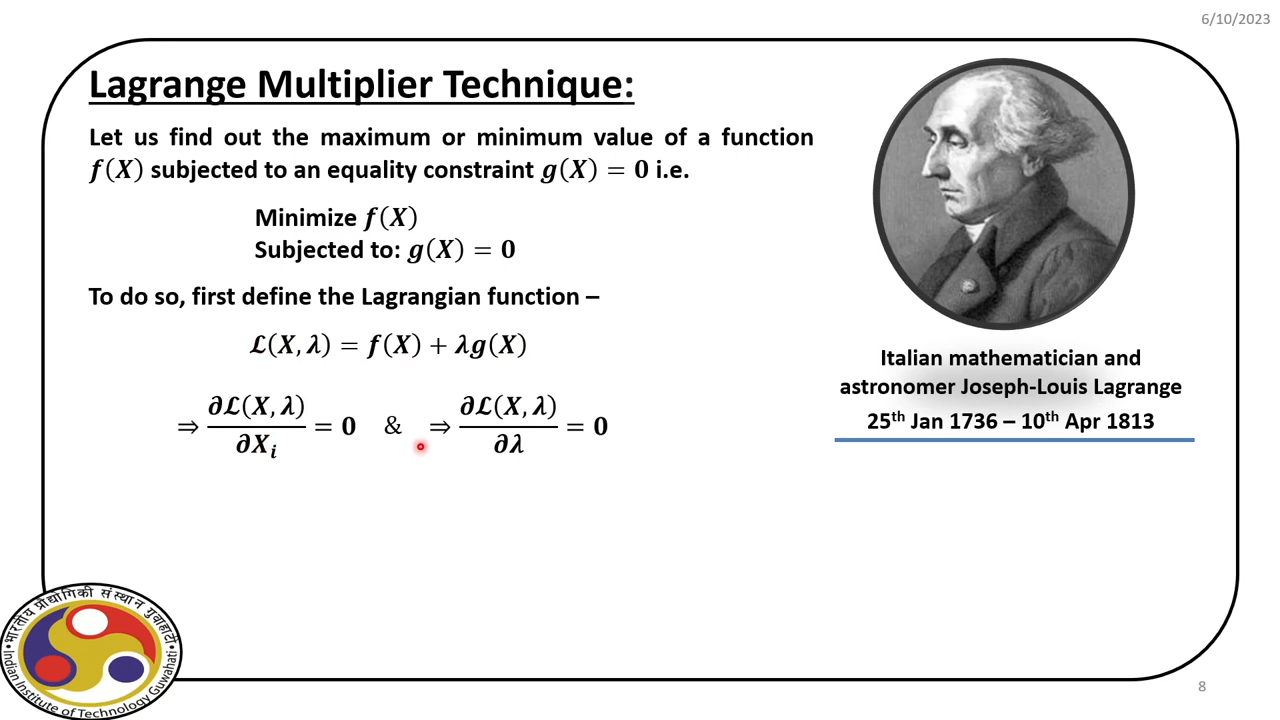 6/10/2023
Lagrange Multiplier Technique:
Let us find out the maximum or minimum value of a function
f(X) subjected to an equality constraint g(X) = 0 i.e.
Minimize f(X)
Subjected to: g(X) = 0
To do so, first define the Lagrangian function –
ℒ(X, λ) = f(X) + λg(X)
⇒ ∂ℒ(X, λ)/∂Xᵢ = 0 & ⇒ ∂ℒ(X, λ)/∂λ = 0
Italian mathematician and
astronomer Joseph-Louis Lagrange
25th Jan 1736 – 10th Apr 1813
भारतीय प्रौद्योगिकी संस्थान गुवाहाटी
Indian Institute of Technology Guwahati
8